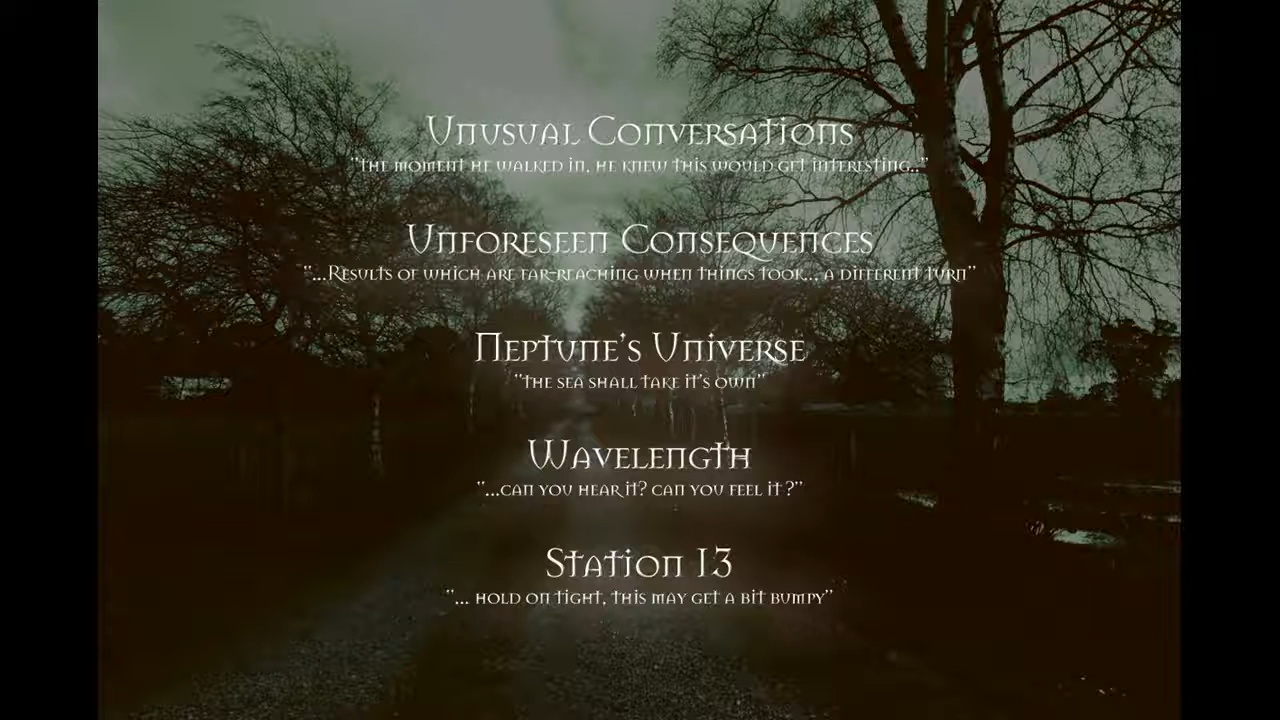 Unusual Conversations
"the moment he walked in, he knew this would get interesting.."
Unforeseen Consequences
"...Results of which are far-reaching when things took... a different turn"
Neptune's Universe
"the sea shall take it's own"
Wavelength
"...can you hear it? can you feel it?"
Station 13
"... hold on tight, this may get a bit bumpy"